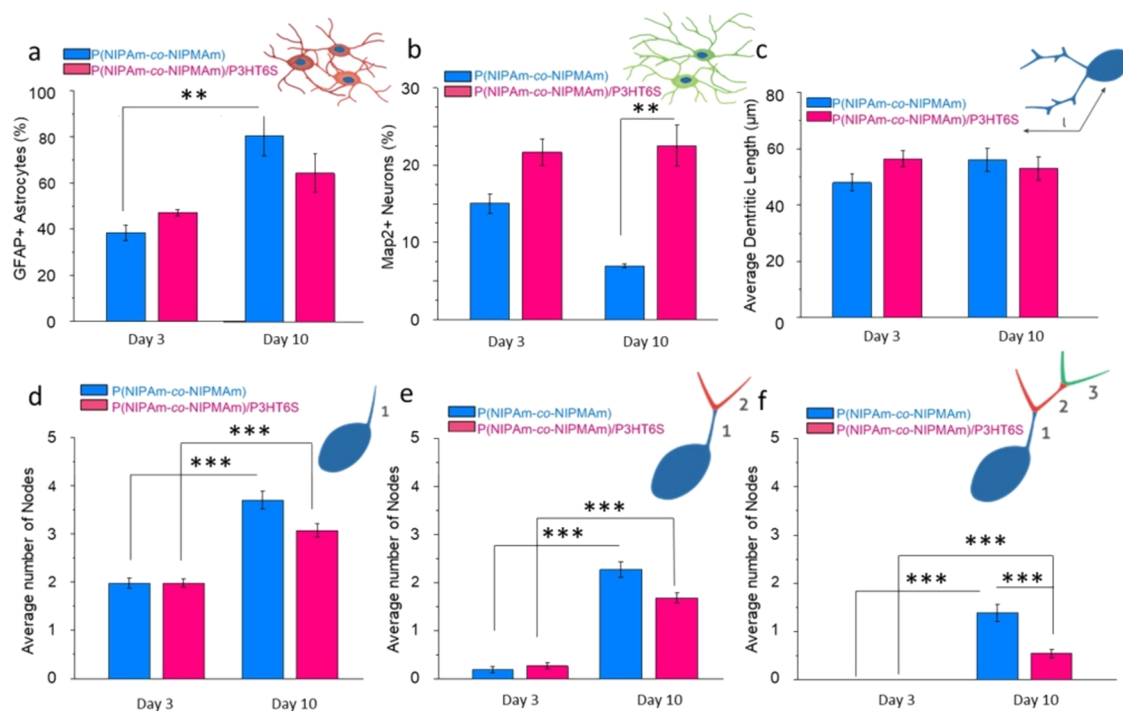 a
P(NIPAm-co-NIPMAm)
P(NIPAm-co-NIPMAm)/P3HT6S
GFAP+ Astrocytes (%)
100
80
60
40
20
0
**
Day 3
Day 10
b
P(NIPAm-co-NIPMAm)
P(NIPAm-co-NIPMAm)/P3HT6S
Map2+ Neurons (%)
30
20
10
0
**
Day 3
Day 10
c
P(NIPAm-co-NIPMAm)
P(NIPAm-co-NIPMAm)/P3HT6S
l
Average Dentritic Length (μm)
80
60
40
20
0
Day 3
Day 10
d
P(NIPAm-co-NIPMAm)
P(NIPAm-co-NIPMAm)/P3HT6S
1
Average number of Nodes
5
4
3
2
1
0
***
***
Day 3
Day 10
e
P(NIPAm-co-NIPMAm)
P(NIPAm-co-NIPMAm)/P3HT6S
2
1
Average number of Nodes
5
4
3
2
1
0
***
***
Day 3
Day 10
f
P(NIPAm-co-NIPMAm)
P(NIPAm-co-NIPMAm)/P3HT6S
3
2
1
Average number of Nodes
5
4
3
2
1
0
***
***
***
Day 3
Day 10